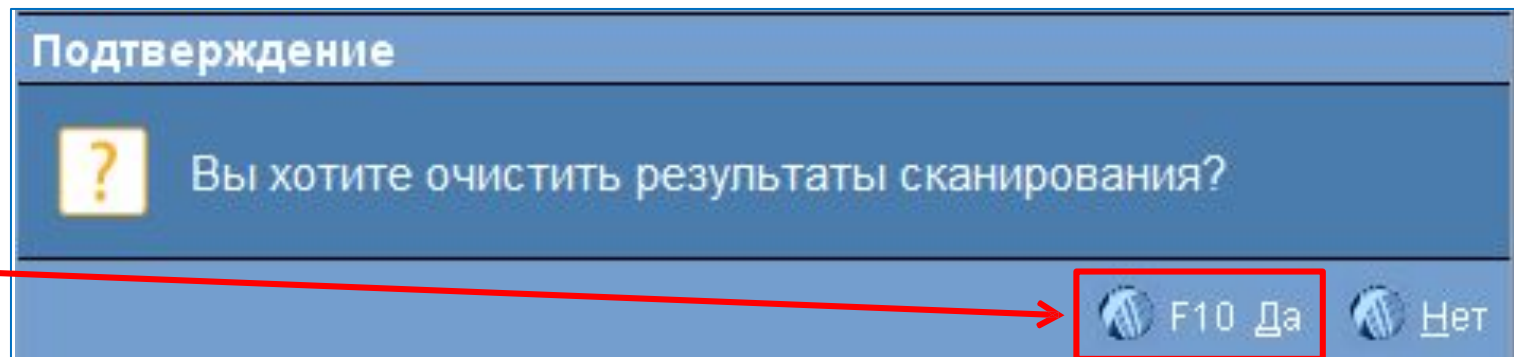 Подтверждение
? Вы хотите очистить результаты сканирования?
F10 Да Нет